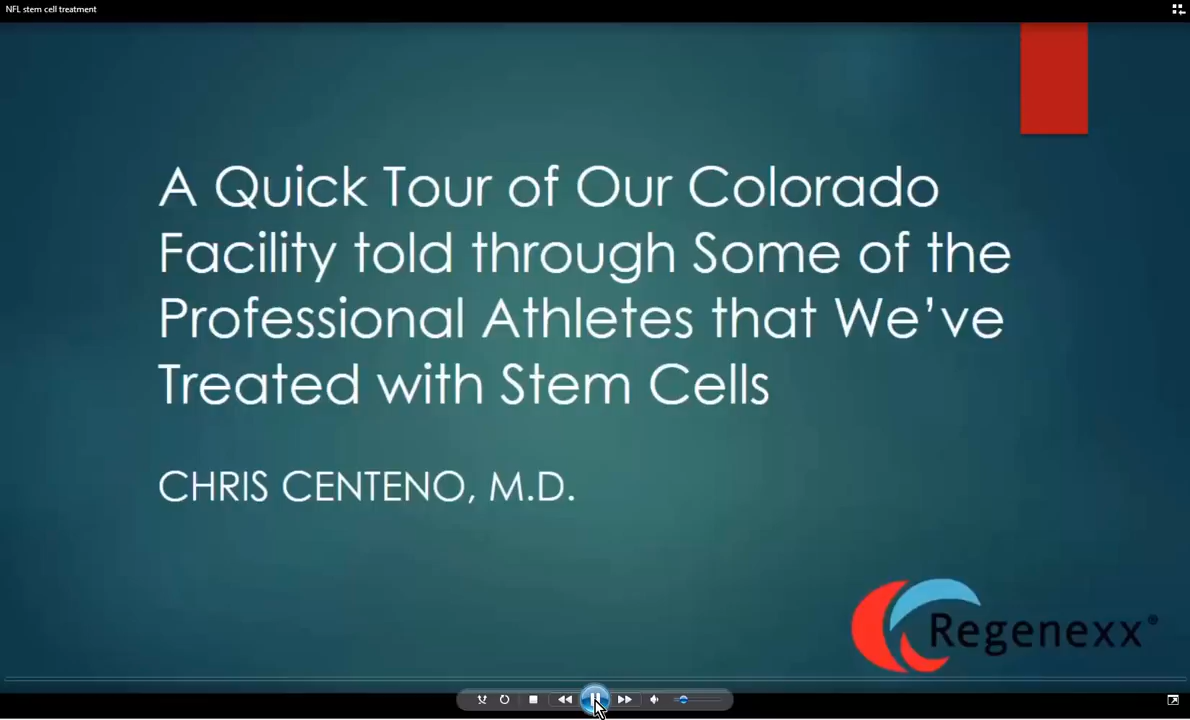 NFL stem cell treatment
A Quick Tour of Our Colorado
Facility told through Some of the
Professional Athletes that We've
Treated with Stem Cells
CHRIS CENTENO, M.D.
Regenexx®